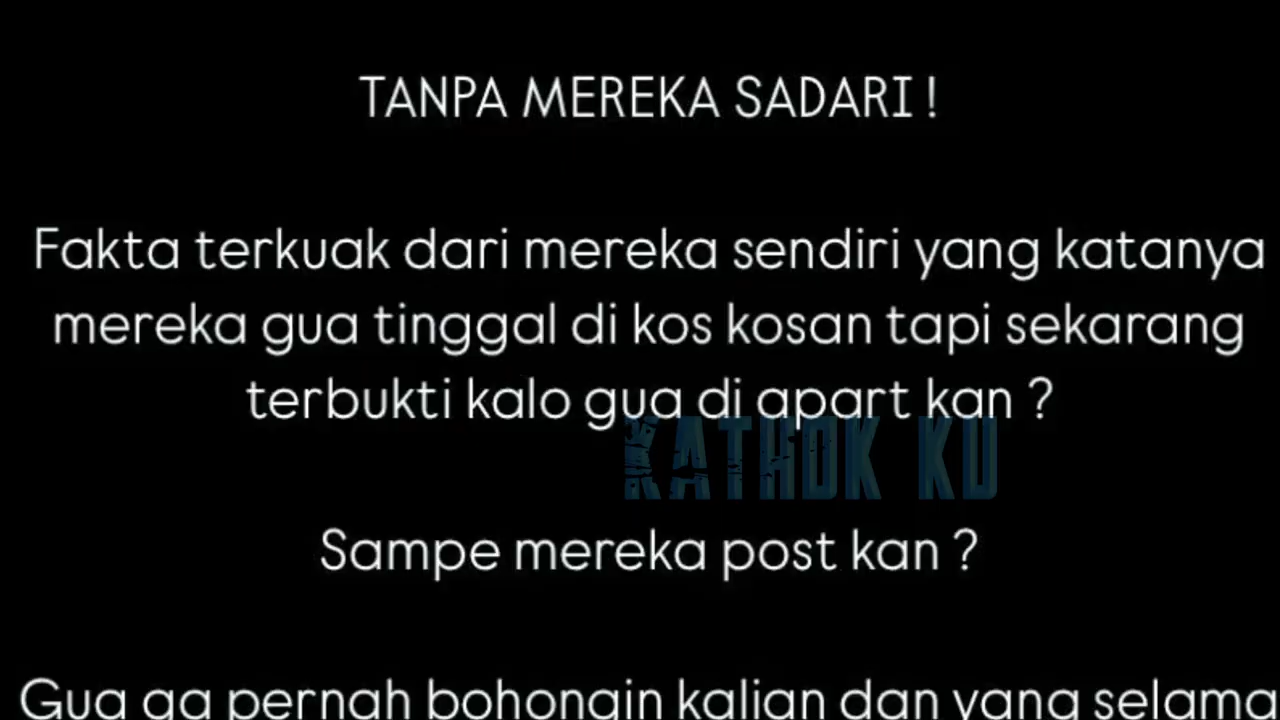 TANPA MEREKA SADARI !
Fakta terkuak dari mereka sendiri yang katanya
mereka gua tinggal di kos kosan tapi sekarang
terbukti kalo gua di apart kan ?
KATHOK KU
Sampe mereka post kan ?
Gua ga pernah bohongin kalian dan yang selama